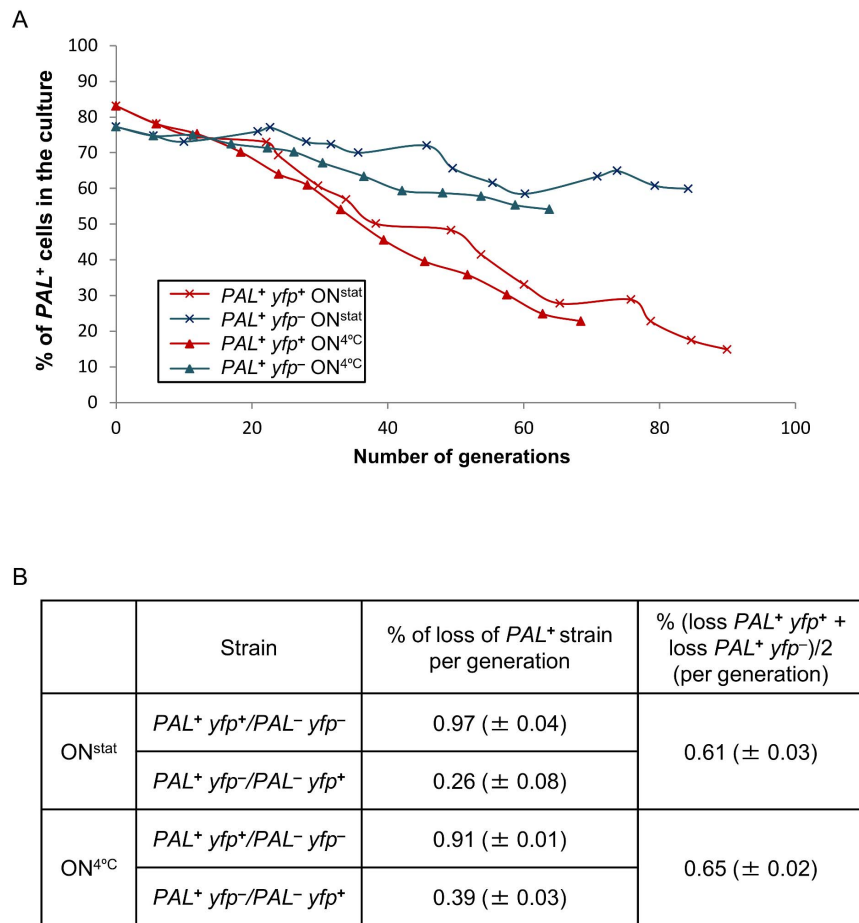 A
100
90
80
70
60
50
40
30
20
10
0
% of PAL⁺ cells in the culture
PAL⁺ yfp⁺ ONˢᵗᵃᵗ
PAL⁺ yfp⁻ ONˢᵗᵃᵗ
PAL⁺ yfp⁺ ON⁴ºᶜ
PAL⁺ yfp⁻ ON⁴ºᶜ
0 20 40 60 80 100
Number of generations
B
Strain
% of loss of PAL⁺ strain
per generation
% (loss PAL⁺ yfp⁺ +
loss PAL⁺ yfp⁻)/2
(per generation)
ONˢᵗᵃᵗ
PAL⁺ yfp⁺/PAL⁻ yfp⁻
0.97 (± 0.04)
0.61 (± 0.03)
PAL⁺ yfp⁻/PAL⁻ yfp⁺
0.26 (± 0.08)
ON⁴ºᶜ
PAL⁺ yfp⁺/PAL⁻ yfp⁻
0.91 (± 0.01)
0.65 (± 0.02)
PAL⁺ yfp⁻/PAL⁻ yfp⁺
0.39 (± 0.03)